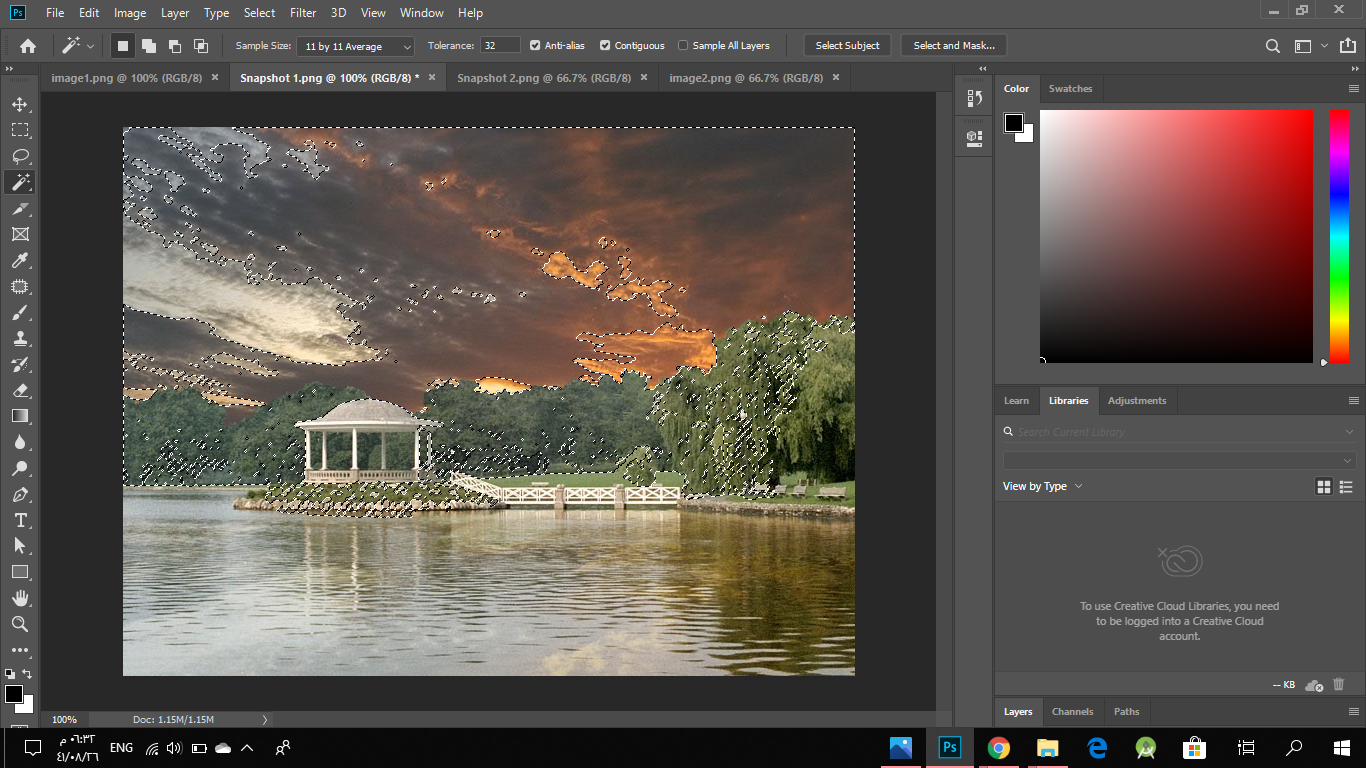 Ps File Edit Image Layer Type Select Filter 3D View Window Help
Sample Size: 11 by 11 Average Tolerance: 32 Anti-alias Contiguous Sample All Layers Select Subject Select and Mask...
image1.png @ 100% (RGB/8) × Snapshot 1.png @ 100% (RGB/8) * × Snapshot 2.png @ 66.7% (RGB/8) × image2.png @ 66.7% (RGB/8) ×
Color Swatches
Learn Libraries Adjustments
Search Current Library
View by Type
To use Creative Cloud Libraries, you need
to be logged into a Creative Cloud
account.
-- KB
Layers Channels Paths
100% Doc: 1.15M/1.15M
ENG
٠٦:٣٢ م
٤١/٠٨/٢٦
Ps